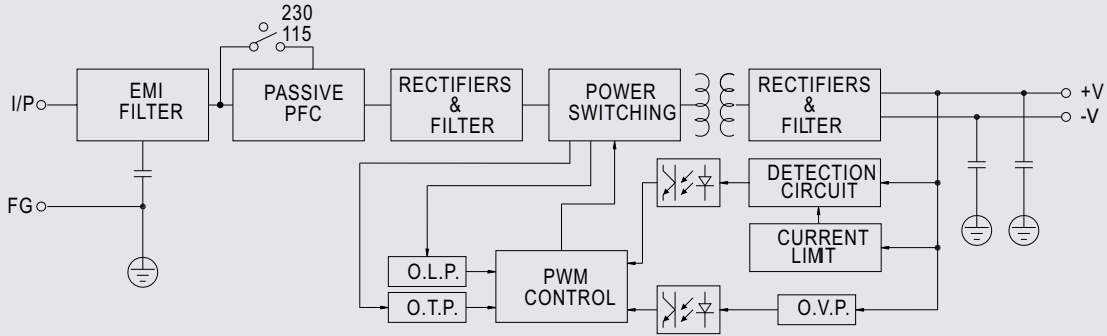 230
115
I/P
EMI
FILTER
PASSIVE
PFC
RECTIFIERS
&
FILTER
POWER
SWITCHING
RECTIFIERS
&
FILTER
+V
-V
FG
DETECTION
CIRCUIT
CURRENT
LIMIT
O.L.P.
O.T.P.
PWM
CONTROL
O.V.P.